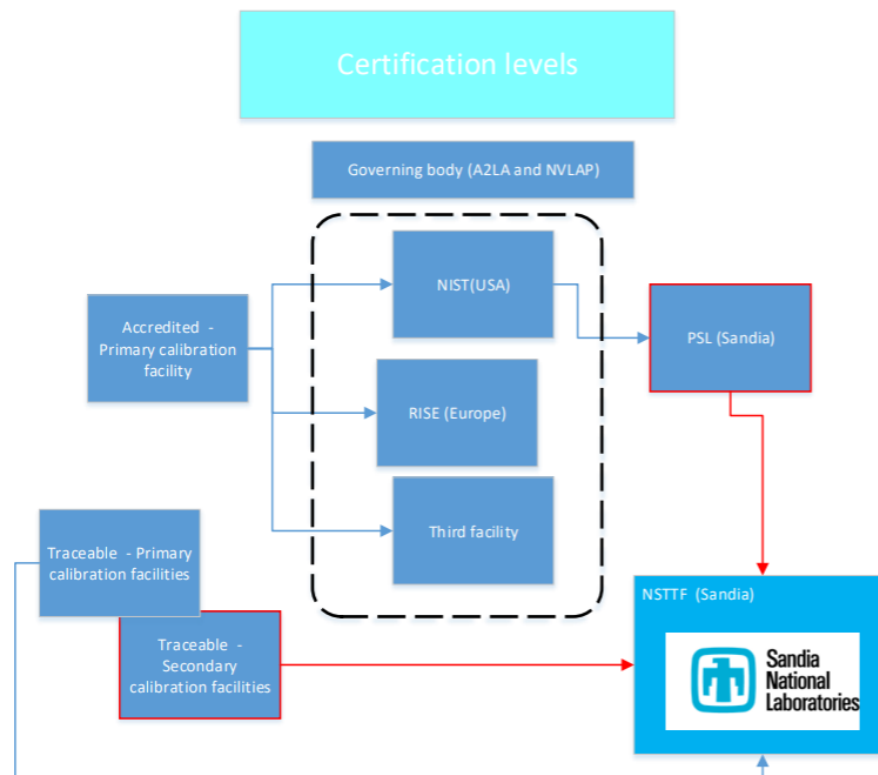 Certification levels
Governing body (A2LA and NVLAP)
NIST(USA)
Accredited -
Primary calibration
facility
PSL (Sandia)
RISE (Europe)
Third facility
Traceable - Primary
calibration facilities
Traceable -
Secondary
calibration facilities
NSTTF (Sandia)
Sandia
National
Laboratories